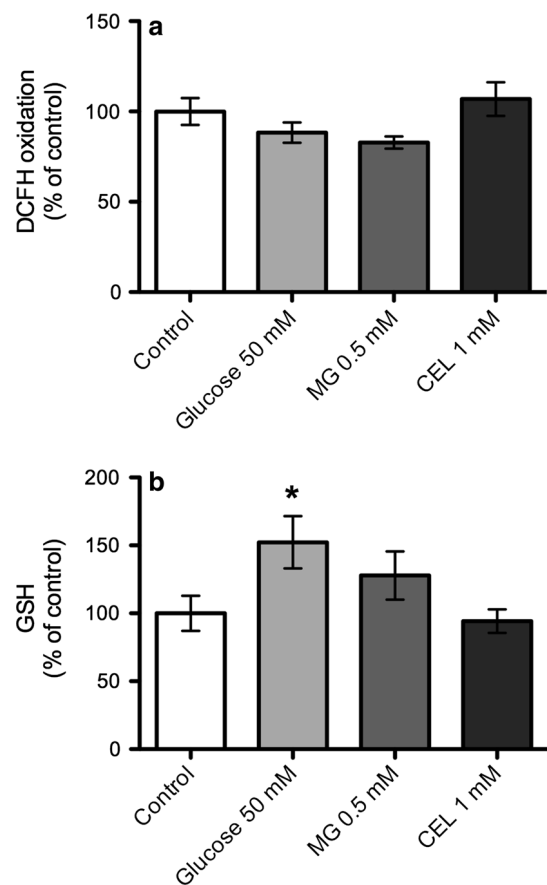 a
DCFH oxidation
(% of control)
150
100
50
0
Control
Glucose 50 mM
MG 0.5 mM
CEL 1 mM
b
GSH
(% of control)
200
150
100
50
0
*
Control
Glucose 50 mM
MG 0.5 mM
CEL 1 mM